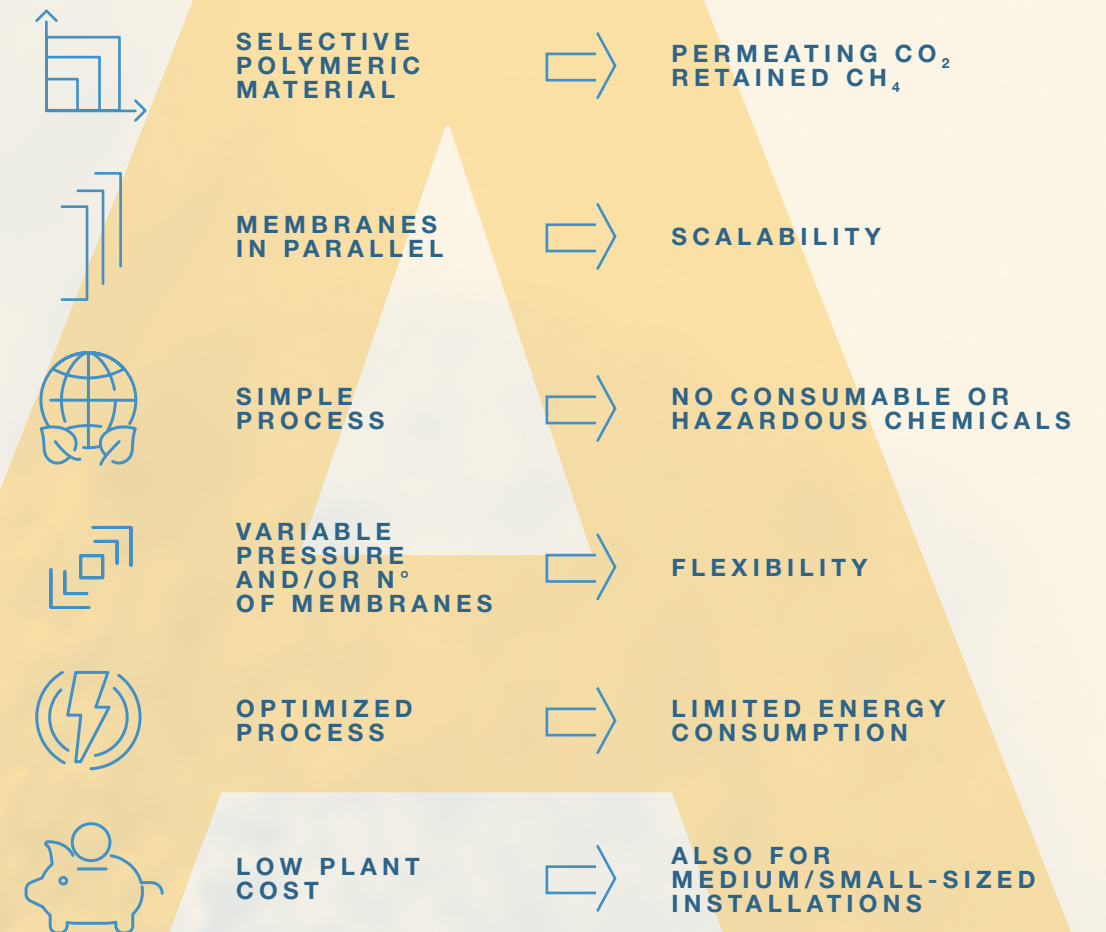 SELECTIVE
POLYMERIC
MATERIAL
PERMEATING CO₂
RETAINED CH₄
MEMBRANES
IN PARALLEL
SCALABILITY
SIMPLE
PROCESS
NO CONSUMABLE OR
HAZARDOUS CHEMICALS
VARIABLE
PRESSURE
AND/OR N°
OF MEMBRANES
FLEXIBILITY
OPTIMIZED
PROCESS
LIMITED ENERGY
CONSUMPTION
LOW PLANT
COST
ALSO FOR
MEDIUM/SMALL-SIZED
INSTALLATIONS